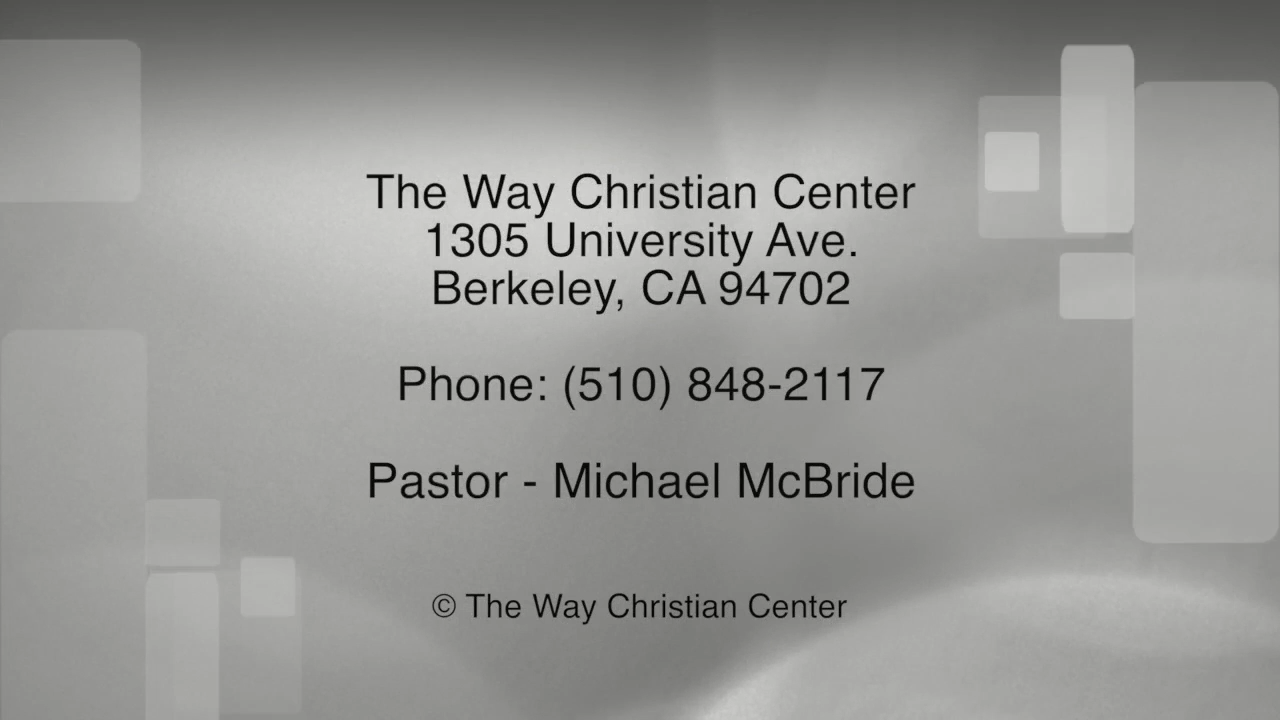 The Way Christian Center
1305 University Ave.
Berkeley, CA 94702
Phone: (510) 848-2117
Pastor - Michael McBride
© The Way Christian Center